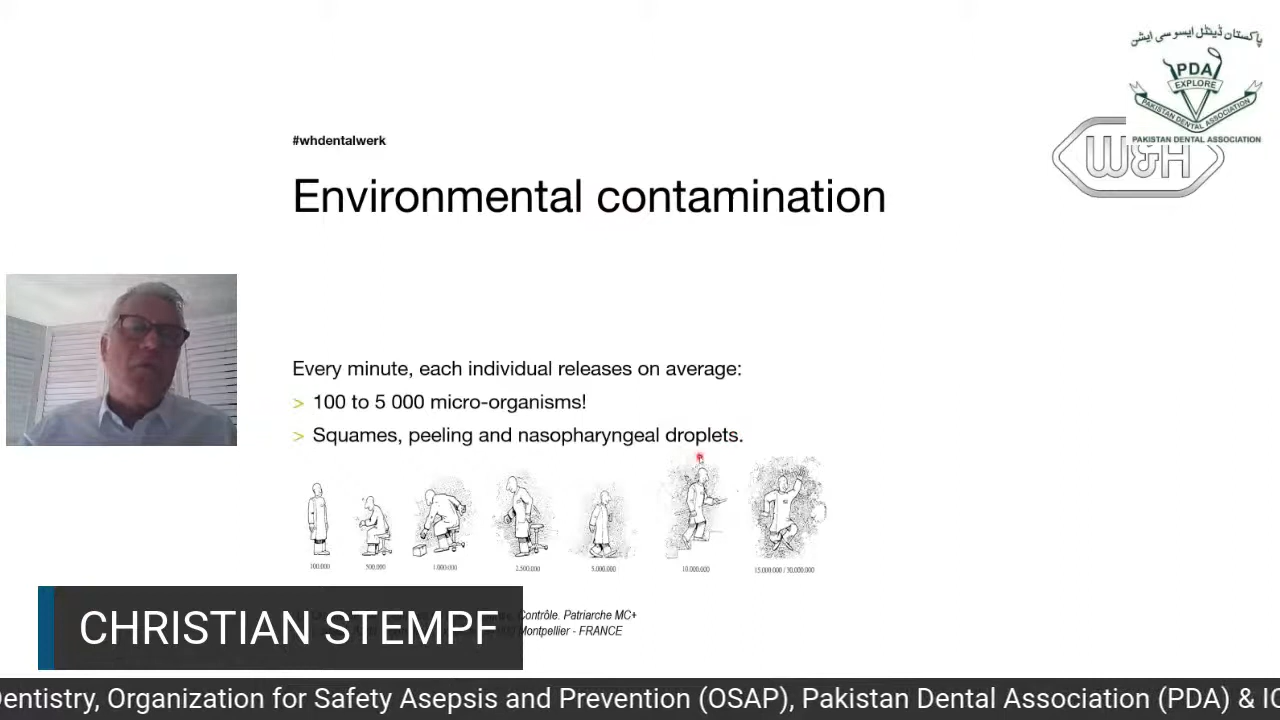 پاکستان ڈینٹل ایسوسی ایشن
PDA
EXPLORE
PAKISTAN DENTAL ASSOCIATION
PAKISTAN DENTAL ASSOCIATION
W&H
#whdentalwerk
Environmental contamination
Every minute, each individual releases on average:
> 100 to 5 000 micro-organisms!
> Squames, peeling and nasopharyngeal droplets.
100.000 500.000 1.000.000 2.500.000 5.000.000 10.000.000 15.000.000 / 30.000.000
Contrôle. Patriarche MC+
Montpellier - FRANCE
CHRISTIAN STEMPF
Dentistry, Organization for Safety Asepsis and Prevention (OSAP), Pakistan Dental Association (PDA) &